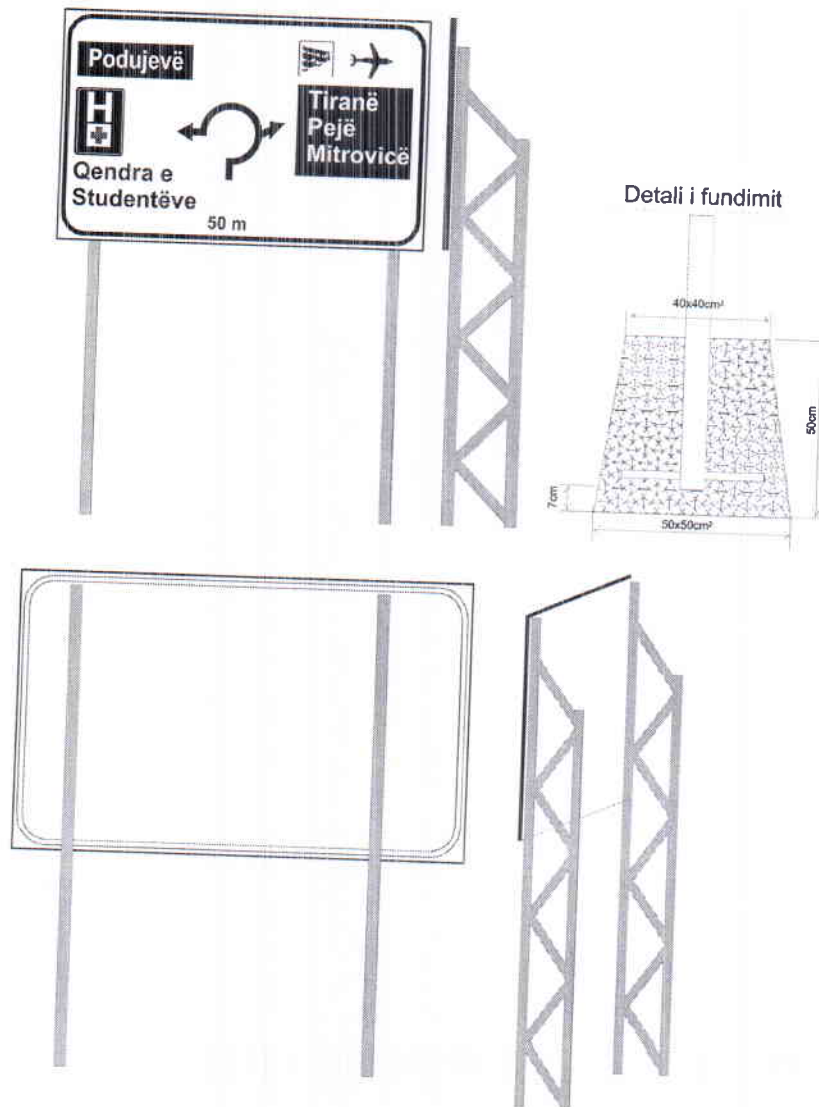 Podujevë
H
Tiranë
Pejë
Mitrovicë
Qendra e
Studentëve
50 m
Detali i fundimit
40x40cm²
50cm
7cm
50x50cm²